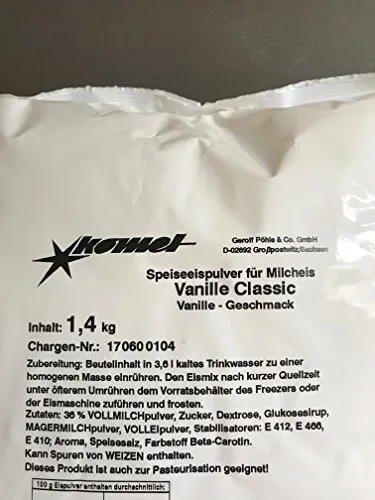 komet
Gerolf Pöhle & Co. GmbH
D-02692 Großpostwitz/Sachsen
Speiseeispulver für Milcheis
Vanille Classic
Vanille - Geschmack
Inhalt: 1,4 kg
Chargen-Nr.: 170600104
Zubereitung: Beutelinhalt in 3,6 l kaltes Trinkwasser zu einer
homogenen Masse einrühren. Den Eismix nach kurzer Quellzeit
unter öfterem Umrühren dem Vorratsbehälter des Freezers oder
der Eismaschine zuführen und frosten.
Zutaten: 36 % VOLLMILCHpulver, Zucker, Dextrose, Glukosesirup,
MAGERMILCHpulver, VOLLEIpulver, Stabilisatoren: E 412, E 466,
E 410; Aroma, Speisesalz, Farbstoff Beta-Carotin.
Kann Spuren von WEIZEN enthalten.
Dieses Produkt ist auch zur Pasteurisation geeignet!
100 g Eispulver enthalten durchschnittlich: